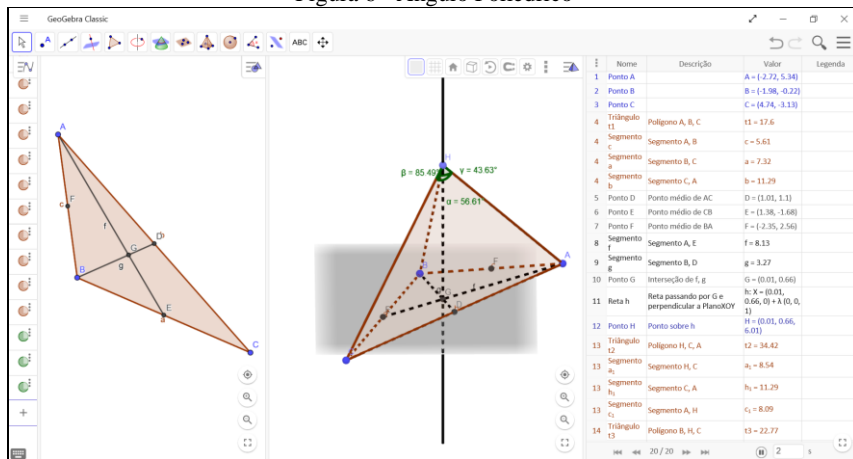 Figura 6 - Ângulo Poliédrico
GeoGebra Classic
ABC
A
F
c
f
D
b
G
B
g
E
a
C
H
β = 85.49°
γ = 43.63°
α = 56.61°
B
F
A
G
f
E
D
Nome Descrição Valor Legenda
1 Ponto A A = (-2.72, 5.34)
2 Ponto B B = (-1.98, -0.22)
3 Ponto C C = (4.74, -3.13)
4 Triângulo t1 Polígono A, B, C t1 = 17.6
4 Segmento c Segmento A, B c = 5.61
4 Segmento a Segmento B, C a = 7.32
4 Segmento b Segmento C, A b = 11.29
5 Ponto D Ponto médio de AC D = (1.01, 1.1)
6 Ponto E Ponto médio de CB E = (1.38, -1.68)
7 Ponto F Ponto médio de BA F = (-2.35, 2.56)
8 Segmento f Segmento A, E f = 8.13
9 Segmento g Segmento B, D g = 3.27
10 Ponto G Interseção de f, g G = (0.01, 0.66)
11 Reta h Reta passando por G e perpendicular a PlanoXOY h: X = (0.01, 0.66, 0) + λ (0, 0, 1)
12 Ponto H Ponto sobre h H = (0.01, 0.66, 6.01)
13 Triângulo t2 Polígono H, C, A t2 = 34.42
13 Segmento a₁ Segmento H, C a₁ = 8.54
13 Segmento h₁ Segmento C, A h₁ = 11.29
13 Segmento c₁ Segmento A, H c₁ = 8.09
14 Triângulo t3 Polígono B, H, C t3 = 22.77
20 / 20 2 s